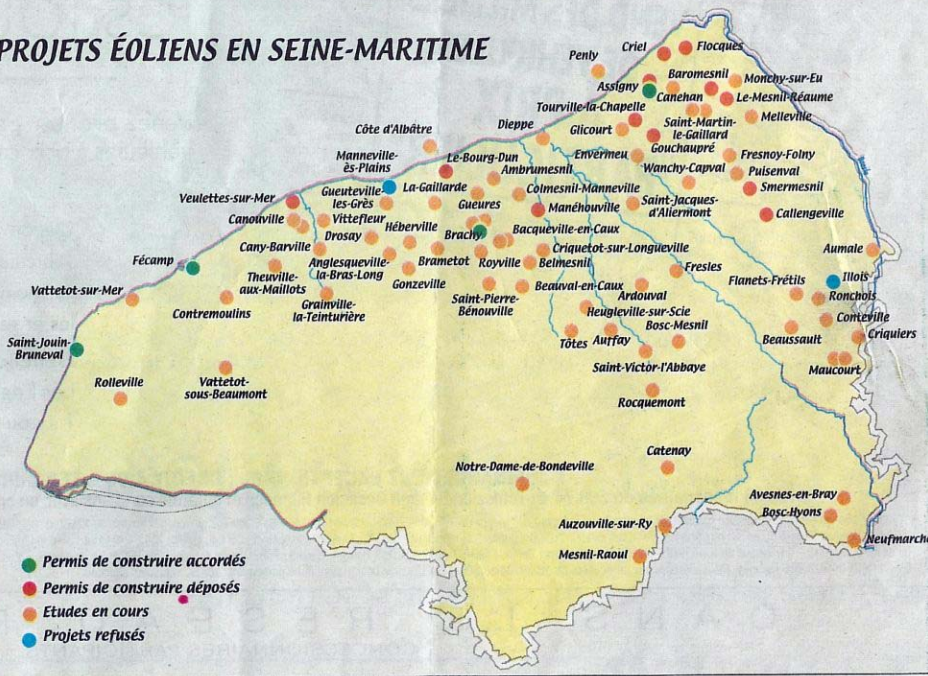 PROJETS ÉOLIENS EN SEINE-MARITIME
Criel
Flocques
Penly
Assigny
Baromesnil
Monchy-sur-Eu
Canehan
Le-Mesnil-Réaume
Tourville-la-Chapelle
Saint-Martin-
le-Gaillard
Melleville
Côte d'Albâtre
Dieppe
Glicourt
Gouchaupré
Manneville-
ès-Plains
Le-Bourg-Dun
Envermeu
Wanchy-Capval
Fresnoy-Folny
Ambrumesnil
Puisenval
Veulettes-sur-Mer
Gueuteville-
les-Grès
La-Gaillarde
Colmesnil-Manneville
Smermesnil
Gueures
Saint-Jacques-
d'Aliermont
Canouville
Vittefleur
Manéhouville
Callengeville
Héberville
Drosay
Brachy
Bacqueville-en-Caux
Cany-Barville
Criquetot-sur-Longueville
Aumale
Anglesqueville-
la-Bras-Long
Brametot
Royville
Belmesnil
Fécamp
Theuville-
aux-Maillots
Gonzeville
Fresles
Flanets-Frétils
Illois
Vattetot-sur-Mer
Grainville-
la-Teinturière
Saint-Pierre-
Bénouville
Beauval-en-Caux
Ardouval
Ronchois
Contremoulins
Heugleville-sur-Scie
Conteville
Bosc-Mesnil
Saint-Jouin-
Bruneval
Tôtes
Auffay
Beaussault
Criquiers
Saint-Victor-l'Abbaye
Maucourt
Rolleville
Vattetot-
sous-Beaumont
Rocquemont
Catenay
Notre-Dame-de-Bondeville
Avesnes-en-Bray
Bosc-Hyons
Auzouville-sur-Ry
Neufmarche
Mesnil-Raoul
Permis de construire accordés
Permis de construire déposés
Etudes en cours
Projets refusés